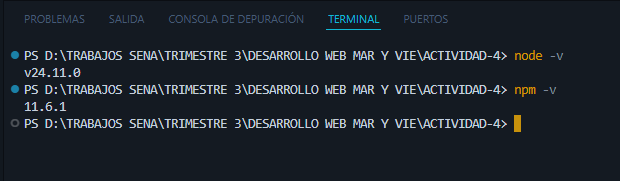 PROBLEMAS SALIDA CONSOLA DE DEPURACIÓN TERMINAL PUERTOS
PS D:\TRABAJOS SENA\TRIMESTRE 3\DESARROLLO WEB MAR Y VIE\ACTIVIDAD-4> node -v
v24.11.0
PS D:\TRABAJOS SENA\TRIMESTRE 3\DESARROLLO WEB MAR Y VIE\ACTIVIDAD-4> npm -v
11.6.1
PS D:\TRABAJOS SENA\TRIMESTRE 3\DESARROLLO WEB MAR Y VIE\ACTIVIDAD-4>